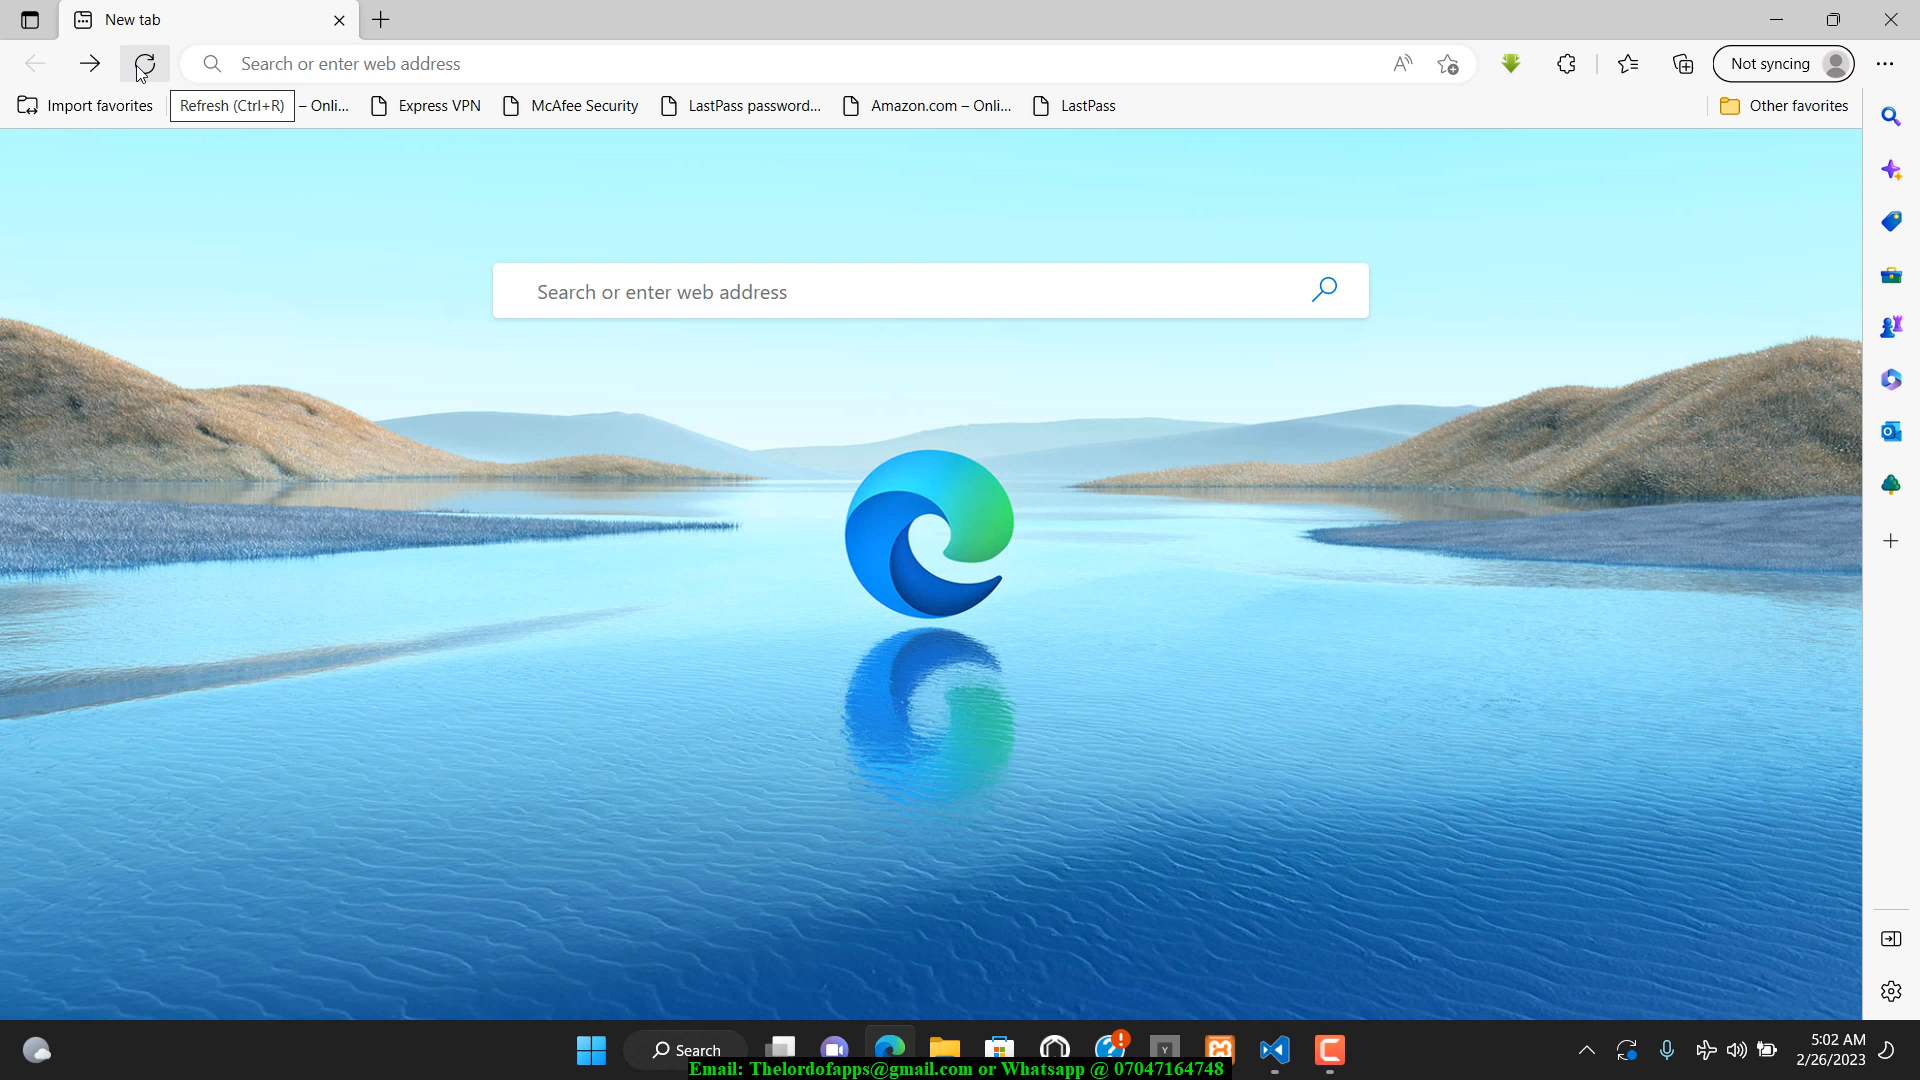 New tab
Search or enter web address
Not syncing
Import favorites
Refresh (Ctrl+R)
– Onli...
Express VPN
McAfee Security
LastPass password...
Amazon.com – Onli...
LastPass
Other favorites
Search or enter web address
Search
5:02 AM
2/26/2023
Email: Thelordofapps@gmail.com or Whatsapp @ 07047164748